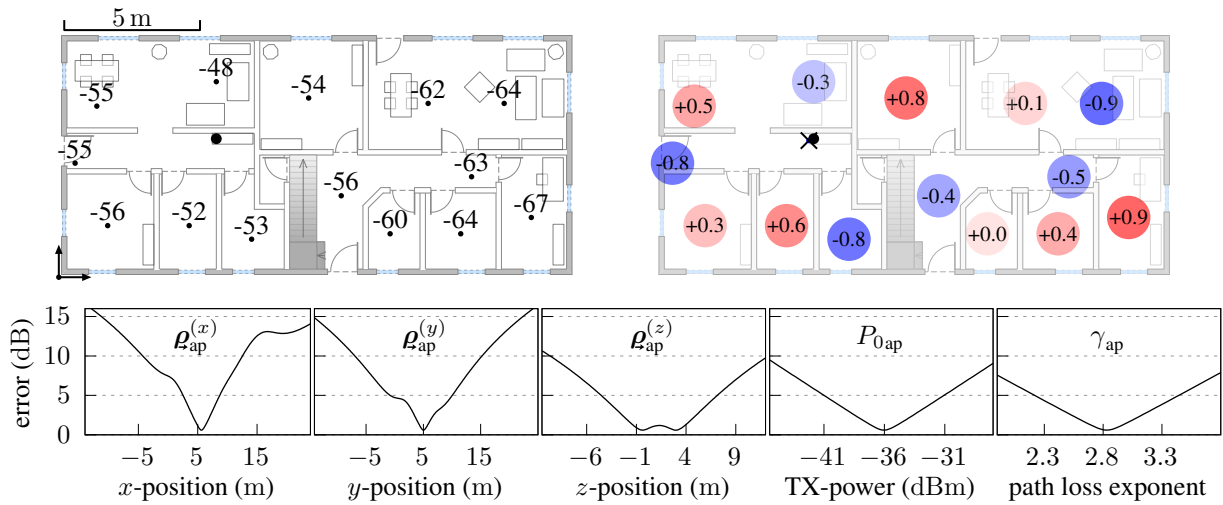 5 m
-48
-55
-54
-62
-64
-55
-63
-56
-56
-52
-53
-60
-64
-67
-0.3
+0.5
+0.8
+0.1
-0.9
-0.8
-0.5
-0.4
+0.3
+0.6
-0.8
+0.0
+0.4
+0.9
error (dB)
15
10
5
0
ϱ_ap^(x)
ϱ_ap^(y)
ϱ_ap^(z)
P_0ap
γ_ap
−5 5 15
−5 5 15
−6 −1 4 9
−41 −36 −31
2.3 2.8 3.3
x-position (m)
y-position (m)
z-position (m)
TX-power (dBm)
path loss exponent